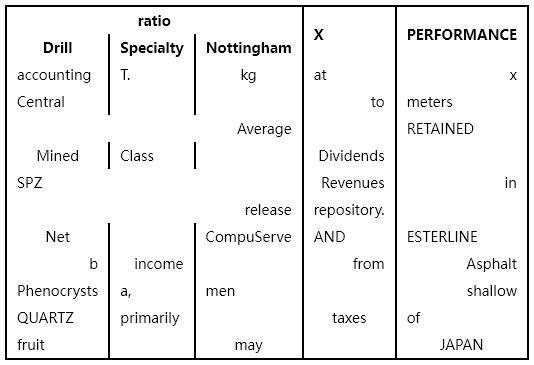 ratio X PERFORMANCE
Drill Specialty Nottingham
accounting T. kg at x
Central to meters
Average RETAINED
Mined Class Dividends
SPZ Revenues in
release repository.
Net CompuServe AND ESTERLINE
b income from Asphalt
Phenocrysts a, men shallow
QUARTZ primarily taxes of
fruit may JAPAN